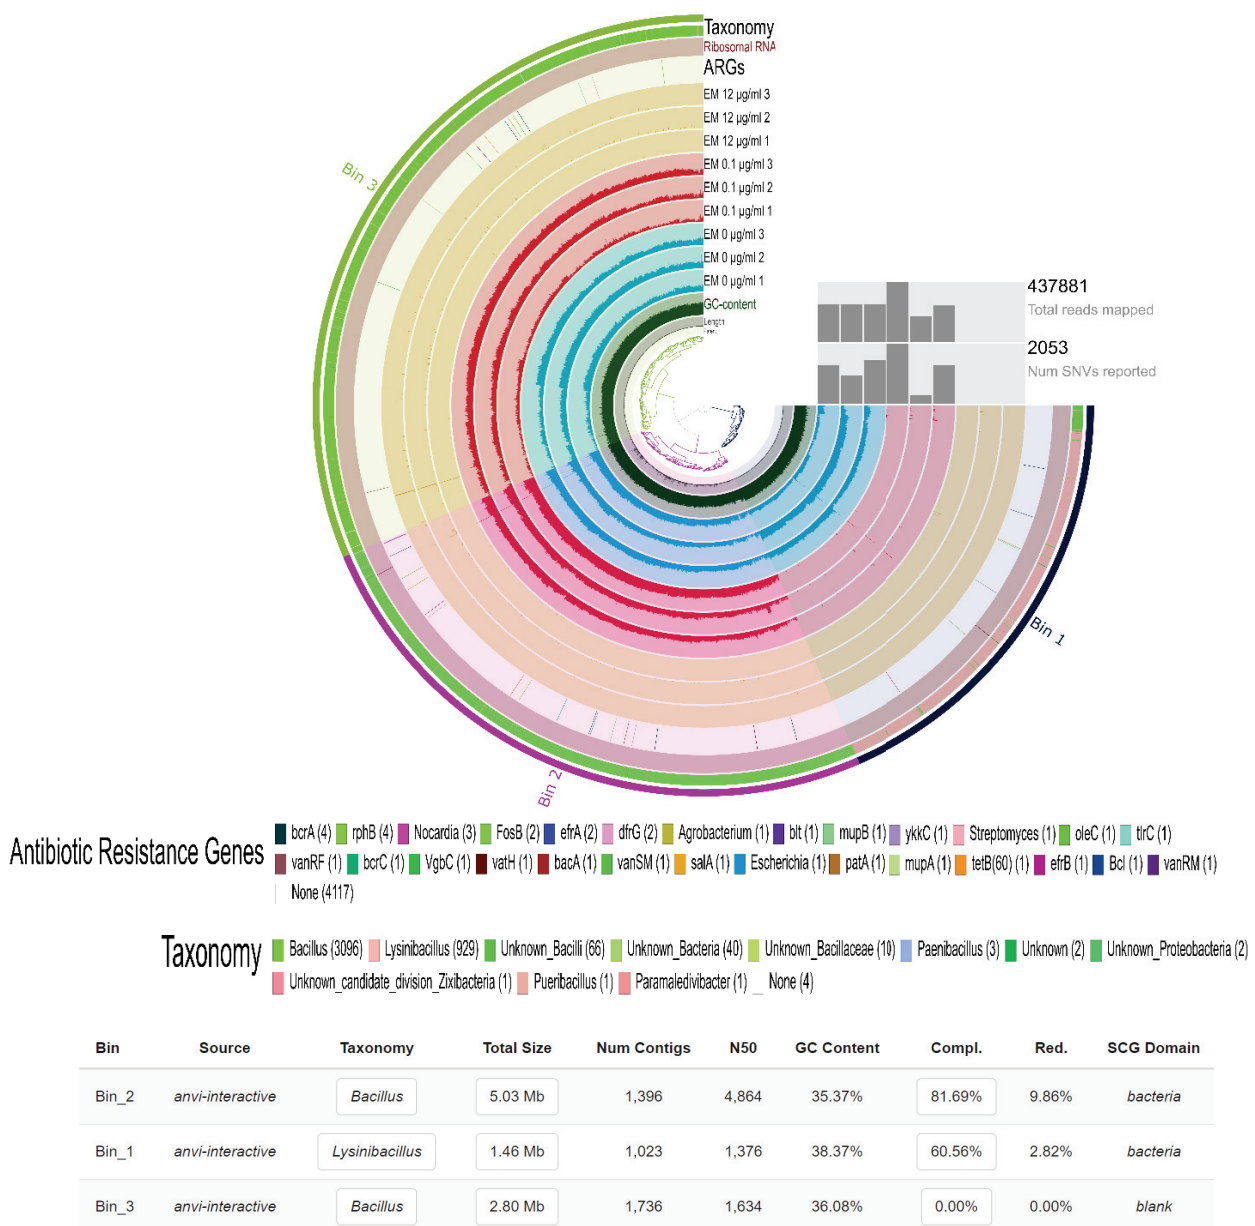 Taxonomy
Ribosomal RNA
ARGs
EM 12 µg/ml 3
EM 12 µg/ml 2
EM 12 µg/ml 1
EM 0.1 µg/ml 3
EM 0.1 µg/ml 2
EM 0.1 µg/ml 1
EM 0 µg/ml 3
EM 0 µg/ml 2
EM 0 µg/ml 1
GC-content
Length
Bin 3
437881
Total reads mapped
2053
Num SNVs reported
Bin 1
Bin 2
Antibiotic Resistance Genes
bcrA (4) rphB (4) Nocardia (3) FosB (2) efrA (2) dfrG (2) Agrobacterium (1) blt (1) mupB (1) ykkC (1) Streptomyces (1) oleC (1) tlrC (1)
vanRF (1) bcrC (1) VgbC (1) vatH (1) bacA (1) vanSM (1) salA (1) Escherichia (1) patA (1) mupA (1) tetB(60) (1) efrB (1) BcI (1) vanRM (1)
None (4117)
Taxonomy
Bacillus (3096) Lysinibacillus (929) Unknown_Bacilli (66) Unknown_Bacteria (40) Unknown_Bacillaceae (10) Paenibacillus (3) Unknown (2) Unknown_Proteobacteria (2)
Unknown_candidate_division_Zixibacteria (1) Pueribacillus (1) Paramaledivibacter (1) None (4)
Bin Source Taxonomy Total Size Num Contigs N50 GC Content Compl. Red. SCG Domain
Bin_2 anvi-interactive Bacillus 5.03 Mb 1,396 4,864 35.37% 81.69% 9.86% bacteria
Bin_1 anvi-interactive Lysinibacillus 1.46 Mb 1,023 1,376 38.37% 60.56% 2.82% bacteria
Bin_3 anvi-interactive Bacillus 2.80 Mb 1,736 1,634 36.08% 0.00% 0.00% blank